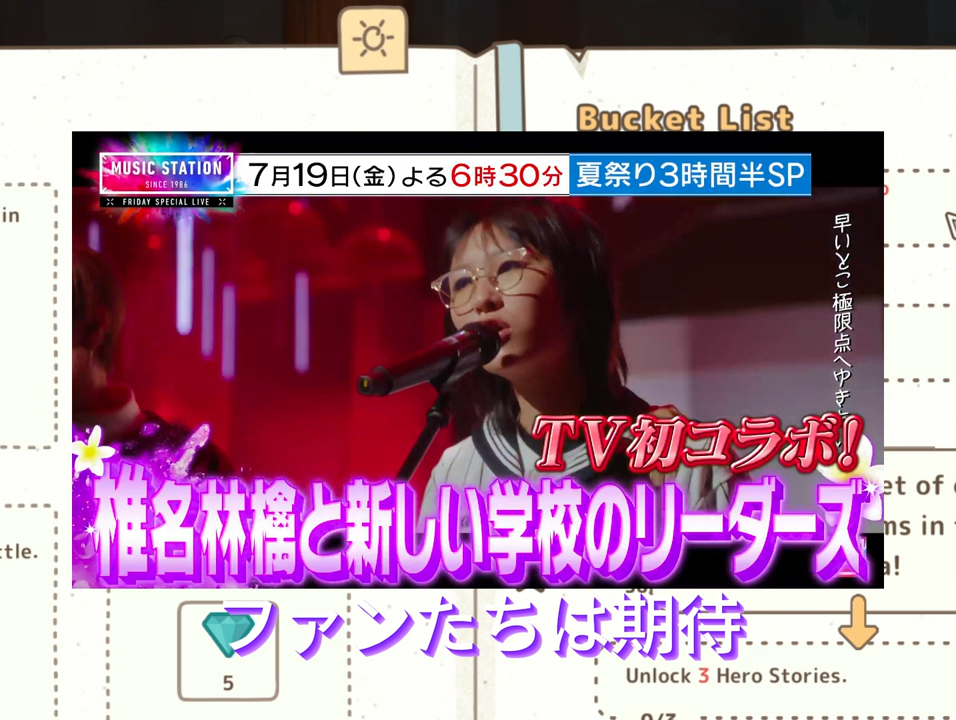 Bucket List
MUSIC STATION
SINCE 1986
FRIDAY SPECIAL LIVE
7月19日(金)よる6時30分
夏祭り3時間半SP
in
早いとこ極限点へゆき
TV初コラボ!
椎名林檎と新しい学校のリーダーズ
et of
ms in
a!
ttle.
ファンたちは期待
5
Unlock 3 Hero Stories.
0/3